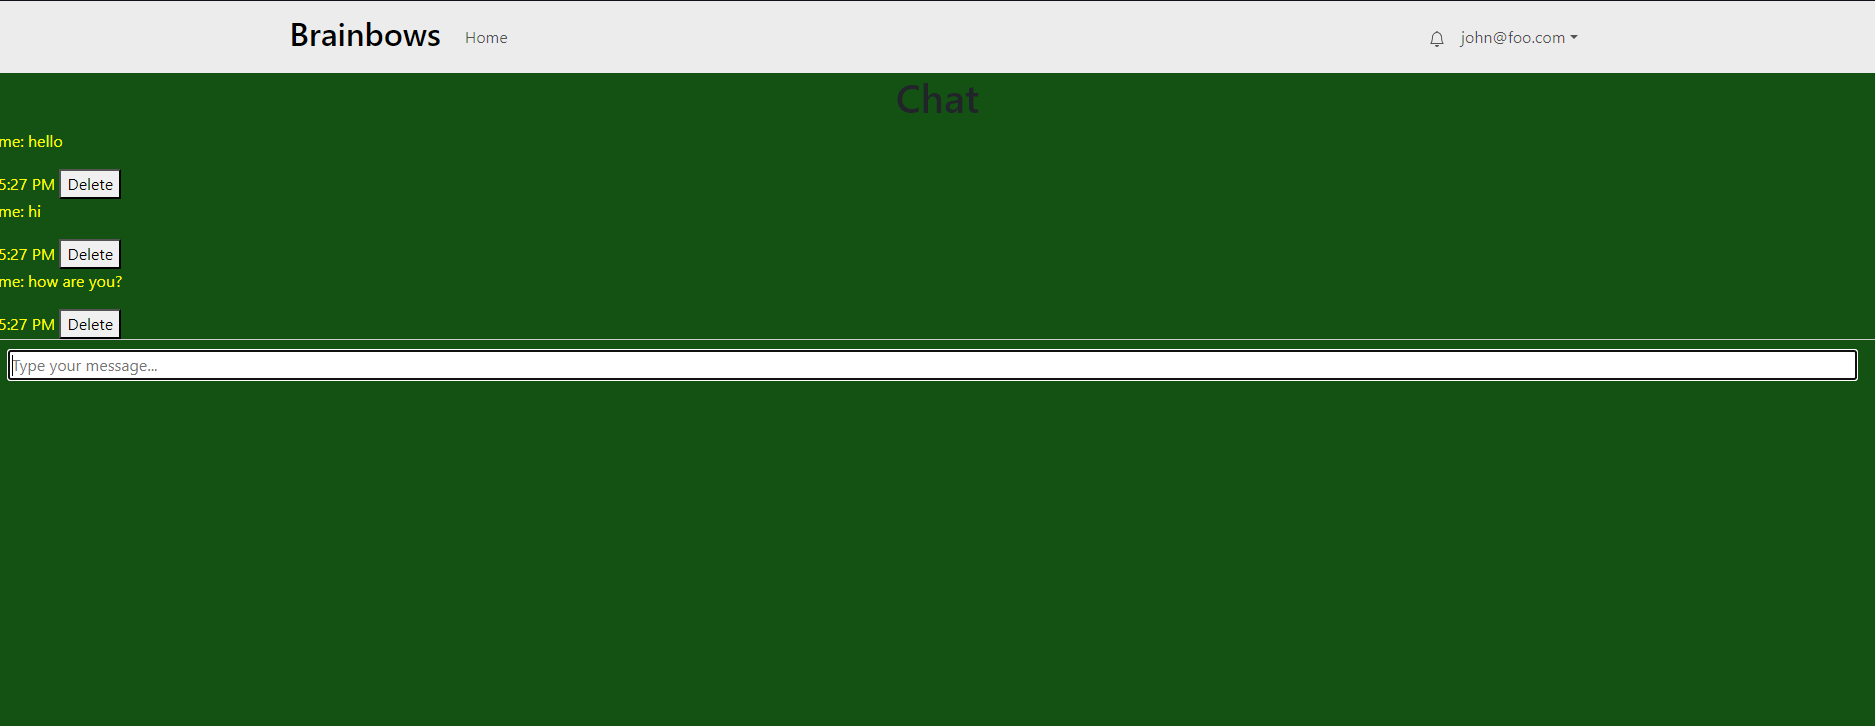 Brainbows Home john@foo.com
Chat
me: hello
5:27 PM Delete
me: hi
5:27 PM Delete
me: how are you?
5:27 PM Delete
Type your message...